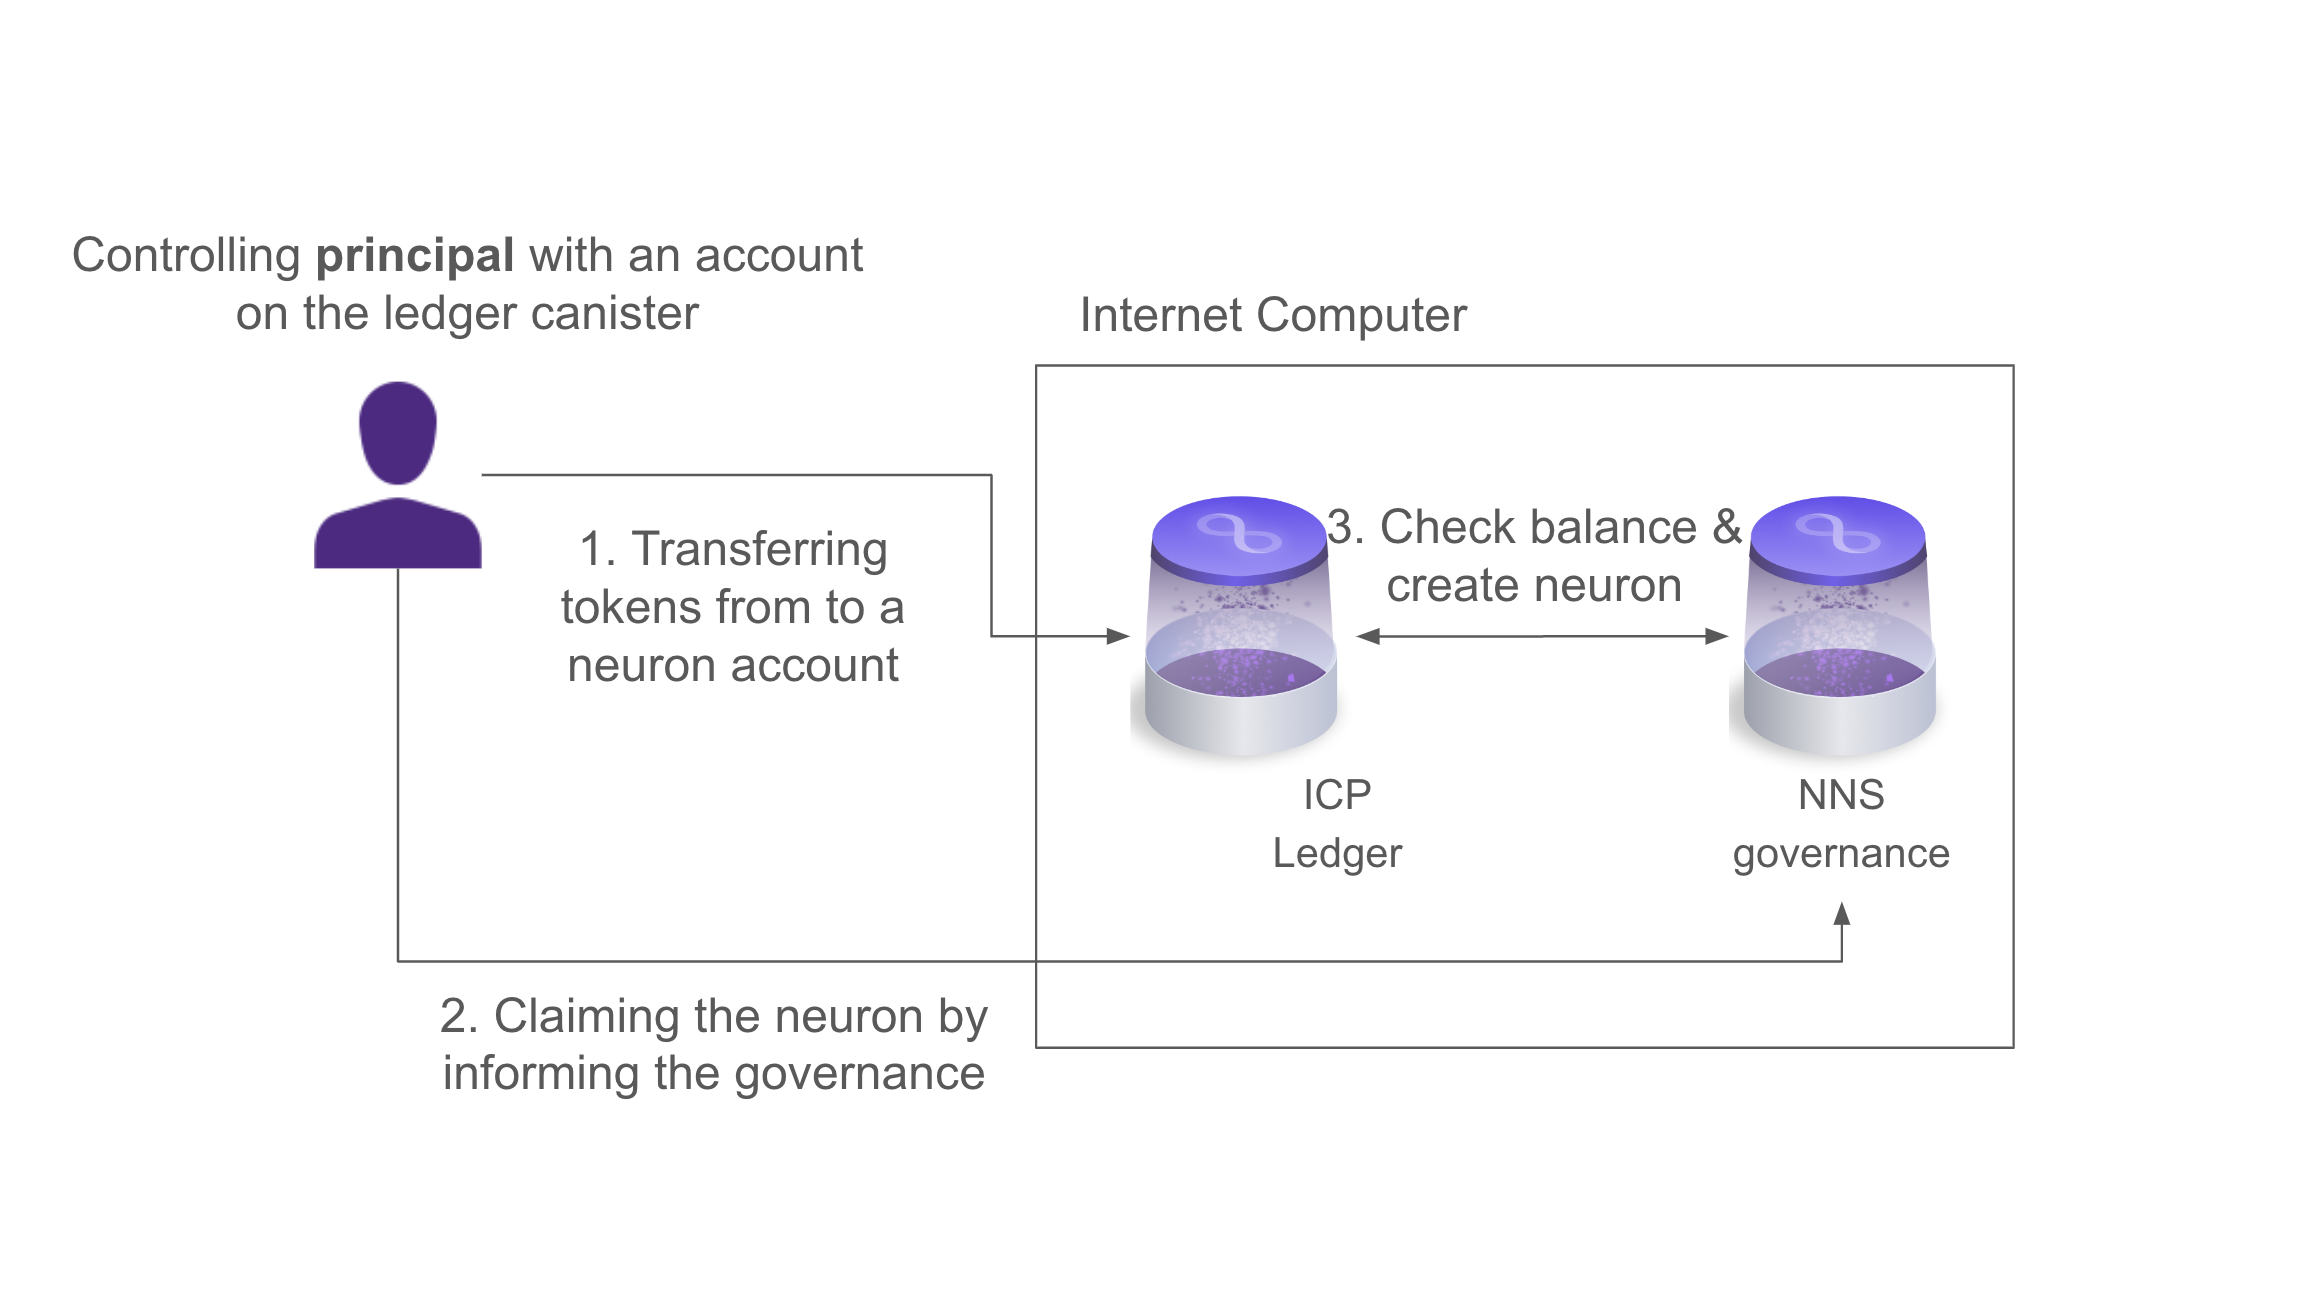 Controlling principal with an account
on the ledger canister
Internet Computer
1. Transferring
tokens from to a
neuron account
3. Check balance &
create neuron
ICP
Ledger
NNS
governance
2. Claiming the neuron by
informing the governance